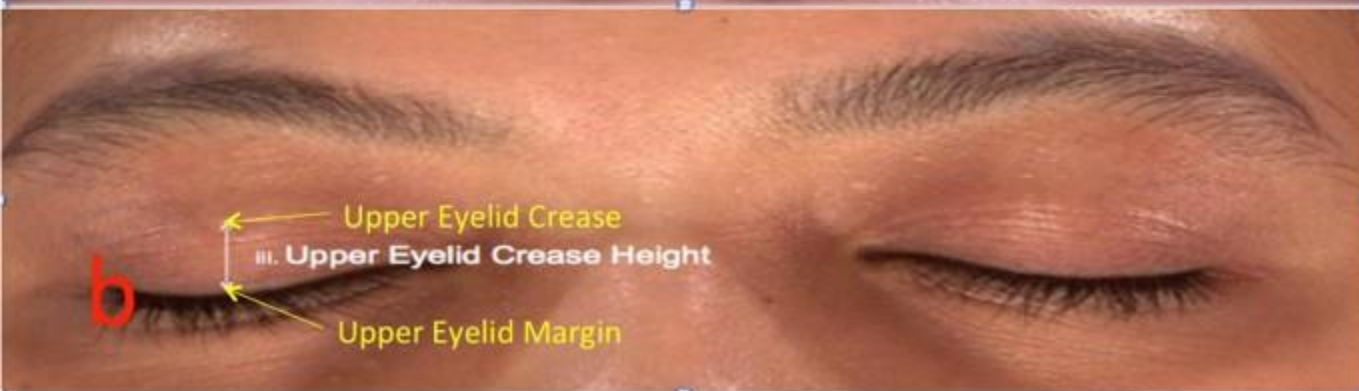 Upper Eyelid Crease
iii. Upper Eyelid Crease Height
b
Upper Eyelid Margin